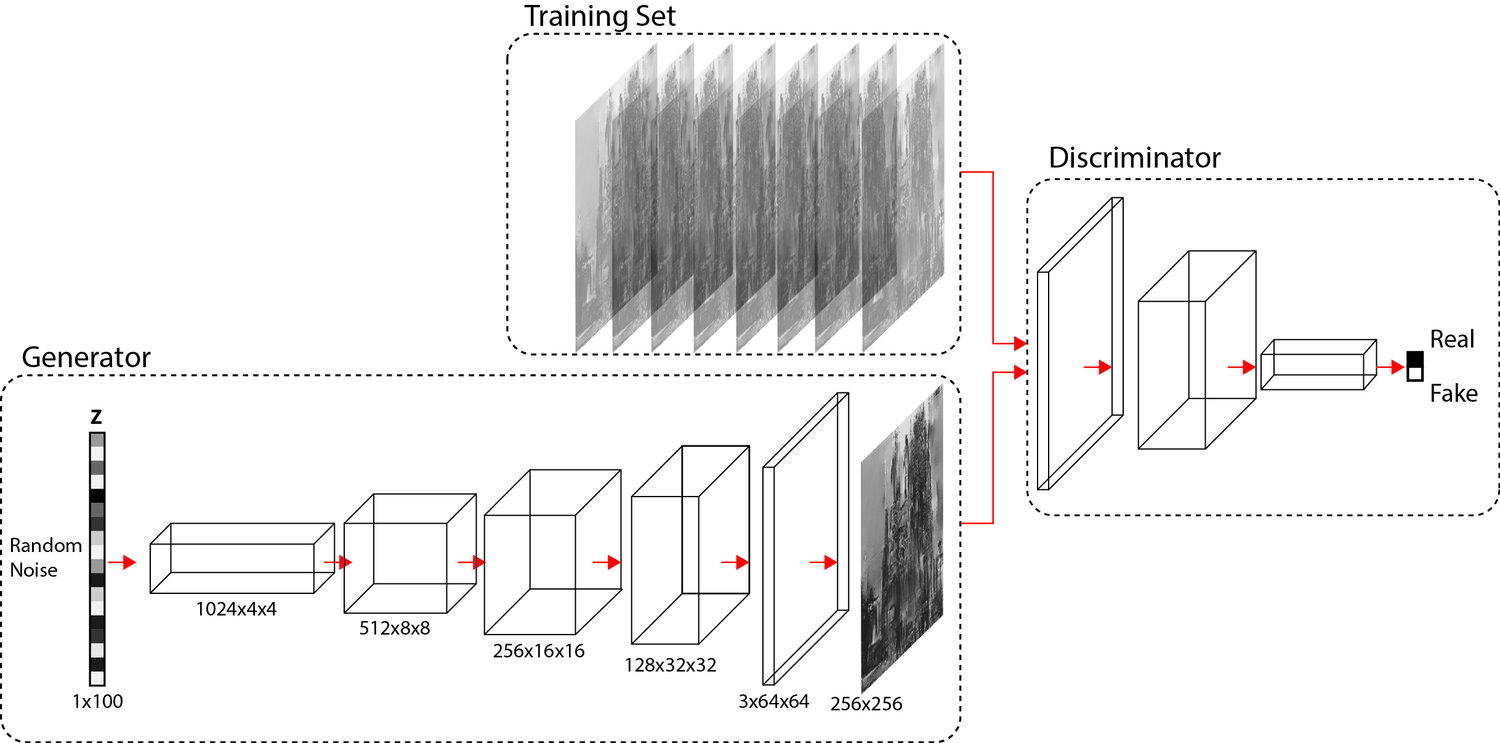 Training Set
Discriminator
Real
Fake
Generator
Z
Random
Noise
1x100
1024x4x4
512x8x8
256x16x16
128x32x32
3x64x64
256x256